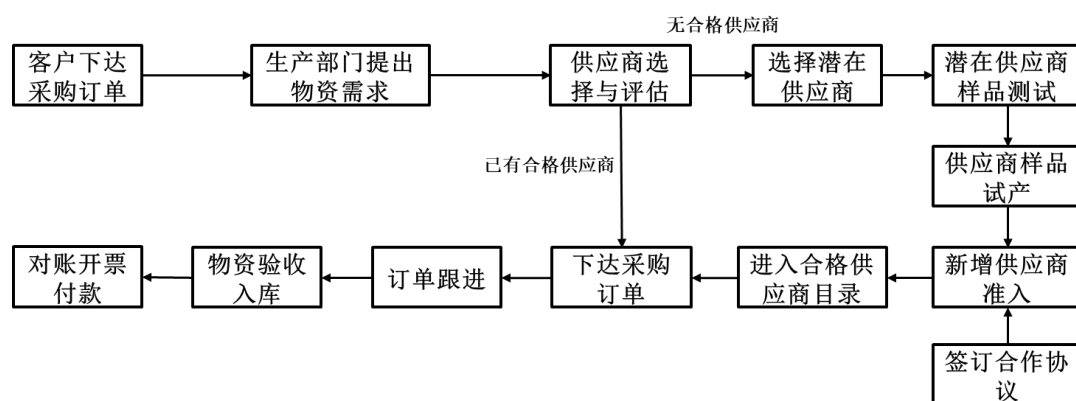 无合格供应商
客户下达
采购订单
生产部门提出
物资需求
供应商选
择与评估
选择潜在
供应商
潜在供应商
样品测试
已有合格供应商
供应商样品
试产
对账开票
付款
物资验收
入库
订单跟进
下达采购
订单
进入合格供
应商目录
新增供应商
准入
签订合作协
议